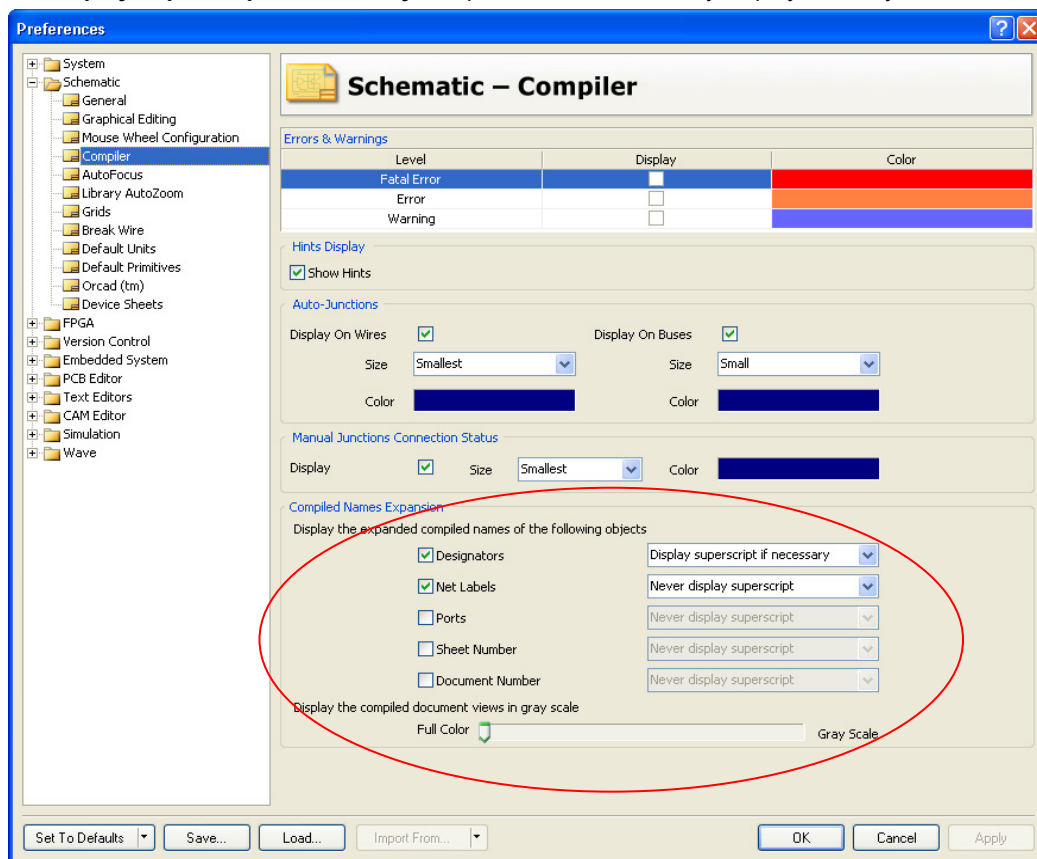 Preferences
System
Schematic
General
Graphical Editing
Mouse Wheel Configuration
Compiler
AutoFocus
Library AutoZoom
Grids
Break Wire
Default Units
Default Primitives
Orcad (tm)
Device Sheets
FPGA
Version Control
Embedded System
PCB Editor
Text Editors
CAM Editor
Simulation
Wave
Schematic – Compiler
Errors & Warnings
Level Display Color
Fatal Error
Error
Warning
Hints Display
Show Hints
Auto-Junctions
Display On Wires Display On Buses
Size Smallest Size Small
Color Color
Manual Junctions Connection Status
Display Size Smallest Color
Compiled Names Expansion
Display the expanded compiled names of the following objects
Designators Display superscript if necessary
Net Labels Never display superscript
Ports Never display superscript
Sheet Number Never display superscript
Document Number Never display superscript
Display the compiled document views in gray scale
Full Color Gray Scale
Set To Defaults Save... Load... Import From... OK Cancel Apply